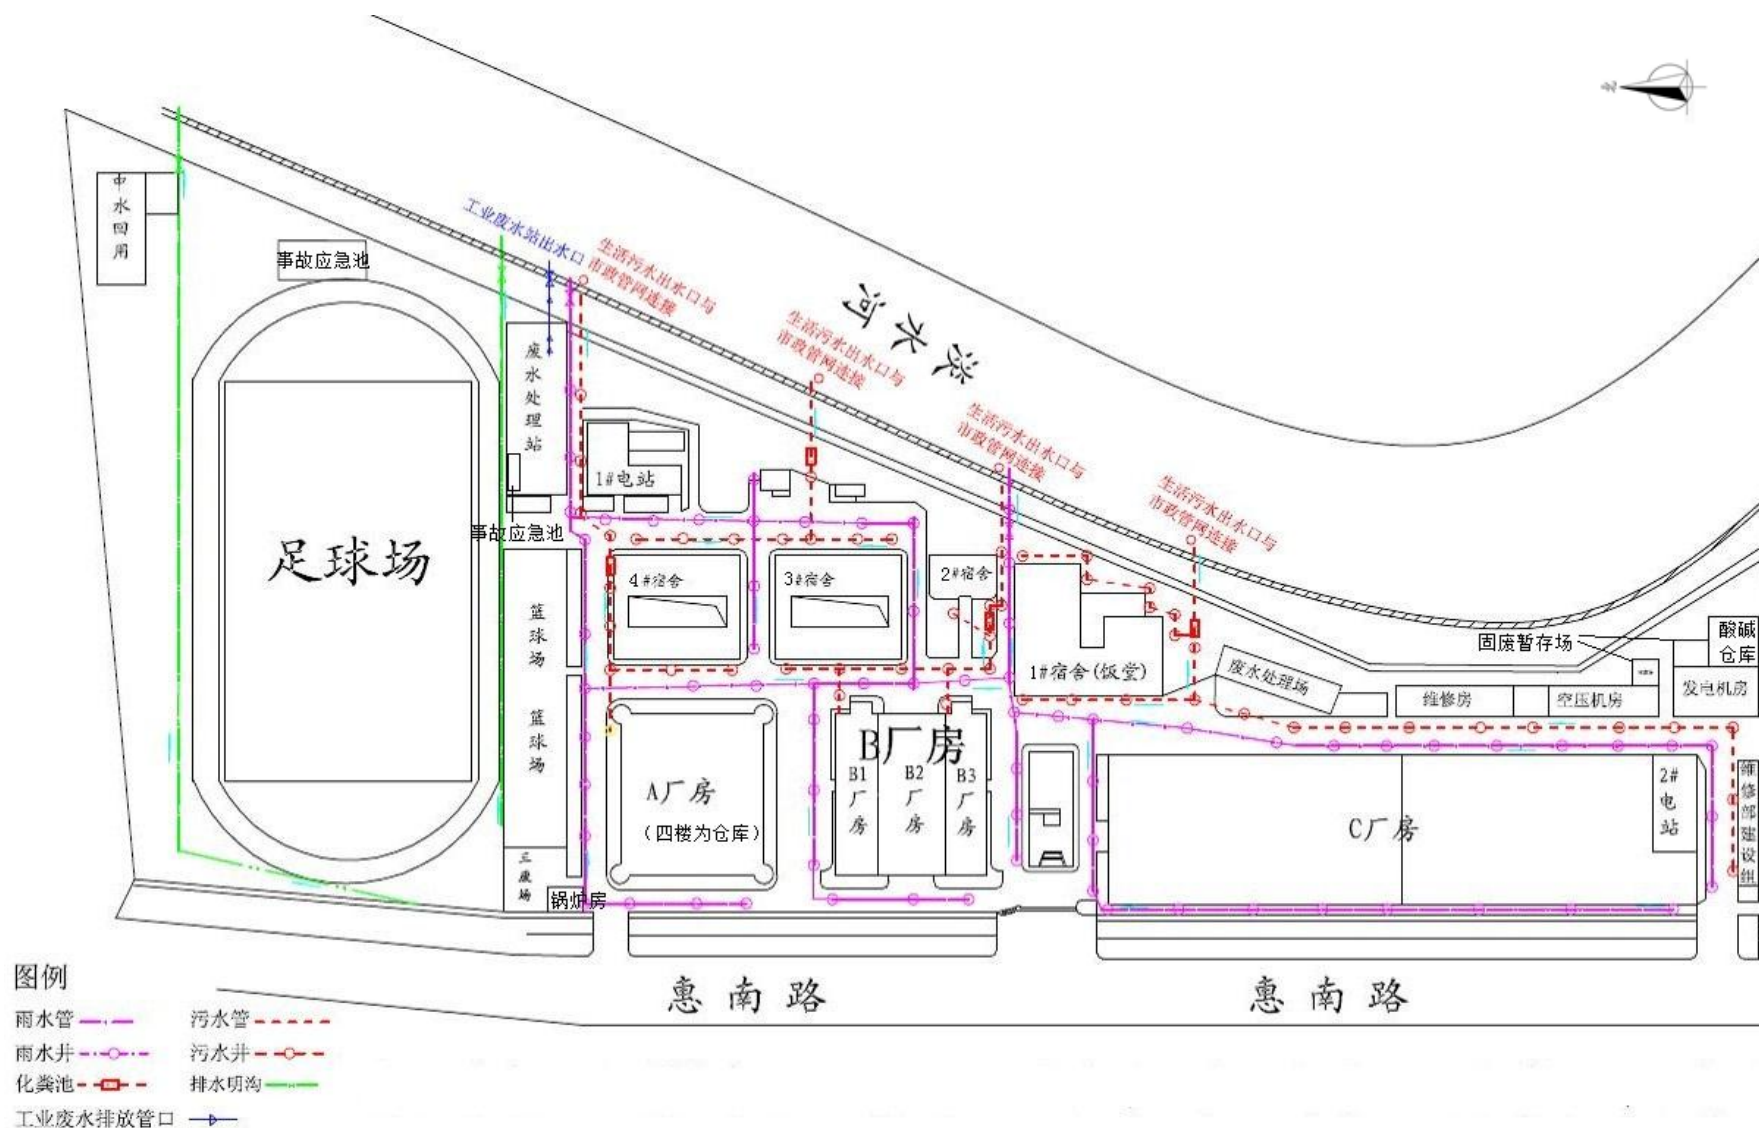 北
中水回用
事故应急池
工业废水站出水口
生活污水出水口与
市政管网连接
生活污水出水口与
市政管网连接
生活污水出水口与
市政管网连接
生活污水出水口与
市政管网连接
淡水河
废水处理站
1#电站
事故应急池
足球场
篮球场
篮球场
4#宿舍
3#宿舍
2#宿舍
1#宿舍(饭堂)
废水处理场
固废暂存场
酸碱
仓库
维修房
空压机房
发电机房
A厂房
（四楼为仓库）
B厂房
B1厂房
B2厂房
B3厂房
C厂房
2#电站
维修部建设组
三废场
锅炉房
惠南路
惠南路
图例
雨水管
污水管
雨水井
污水井
化粪池
排水明沟
工业废水排放管口